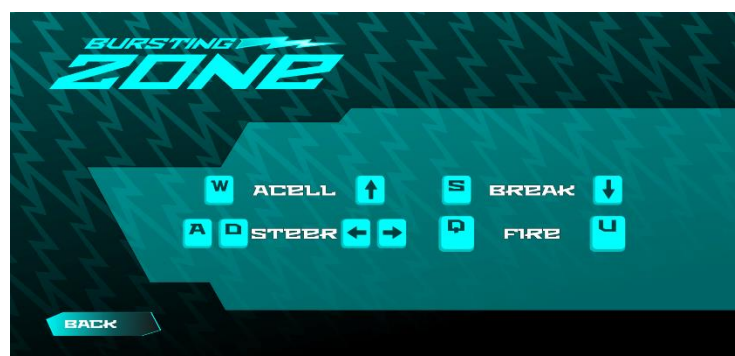 BURSTING
ZONE
W ACELL ↑ S BREAK ↓
A D STEER ← → Q FIRE U
BACK